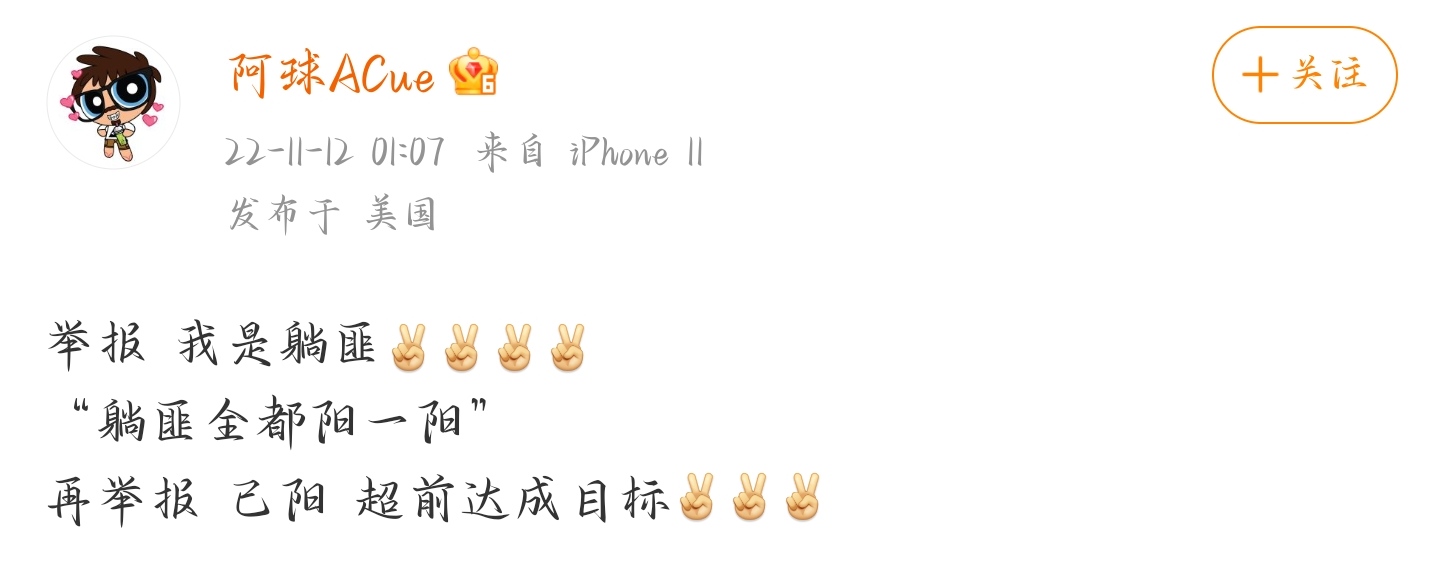 阿球ACue
22-11-12 01:07 来自 iPhone 11
发布于 美国
+关注
举报 我是躺匪✌🏼✌🏼✌🏼✌🏼
“躺匪全都阳一阳”
再举报 已阳 超前达成目标✌🏼✌🏼✌🏼